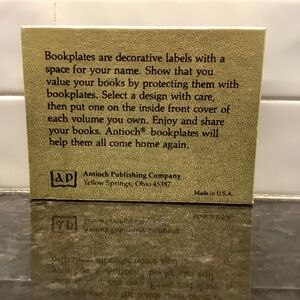 Bookplates are decorative labels with a
space for your name. Show that you
value your books by protecting them with
bookplates. Select a design with care,
then put one on the inside front cover of
each volume you own. Enjoy and share
your books. Antioch® bookplates will
help them all come home again.
AP
Antioch Publishing Company
Yellow Springs, Ohio 45387
Made in U.S.A.